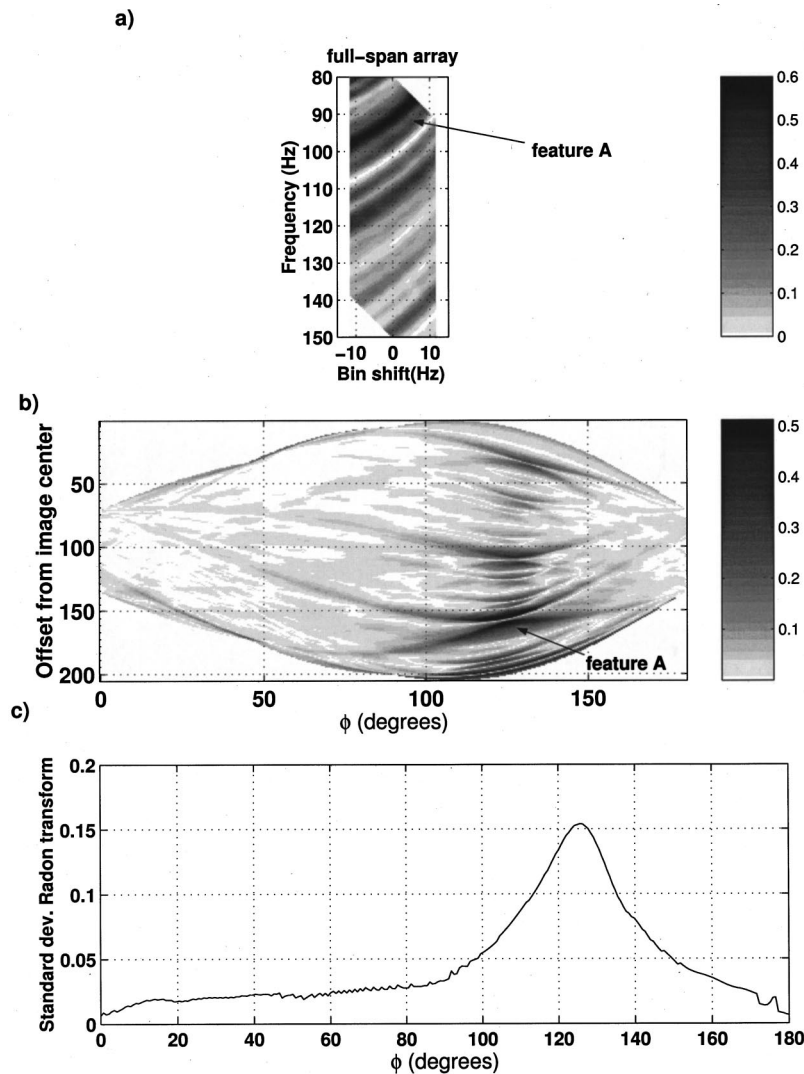 a)
full-span array
80
90
100
110
120
130
140
150
Frequency (Hz)
-10 0 10
Bin shift(Hz)
feature A
0.6
0.5
0.4
0.3
0.2
0.1
0
b)
50
100
150
200
Offset from image center
0 50 100 150
ϕ (degrees)
feature A
0.5
0.4
0.3
0.2
0.1
c)
0.2
0.15
0.1
0.05
0
Standard dev. Radon transform
0 20 40 60 80 100 120 140 160 180
ϕ (degrees)